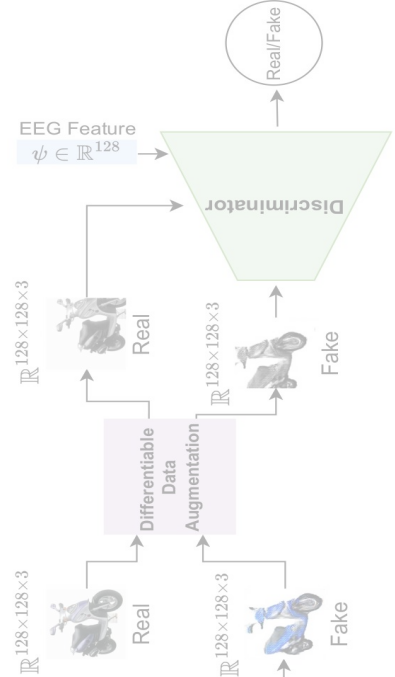 Real/Fake
EEG Feature
ψ ∈ ℝ^128
Discriminator
ℝ^128×128×3
Real
ℝ^128×128×3
Fake
Differentiable
Data
Augmentation
ℝ^128×128×3
Real
ℝ^128×128×3
Fake